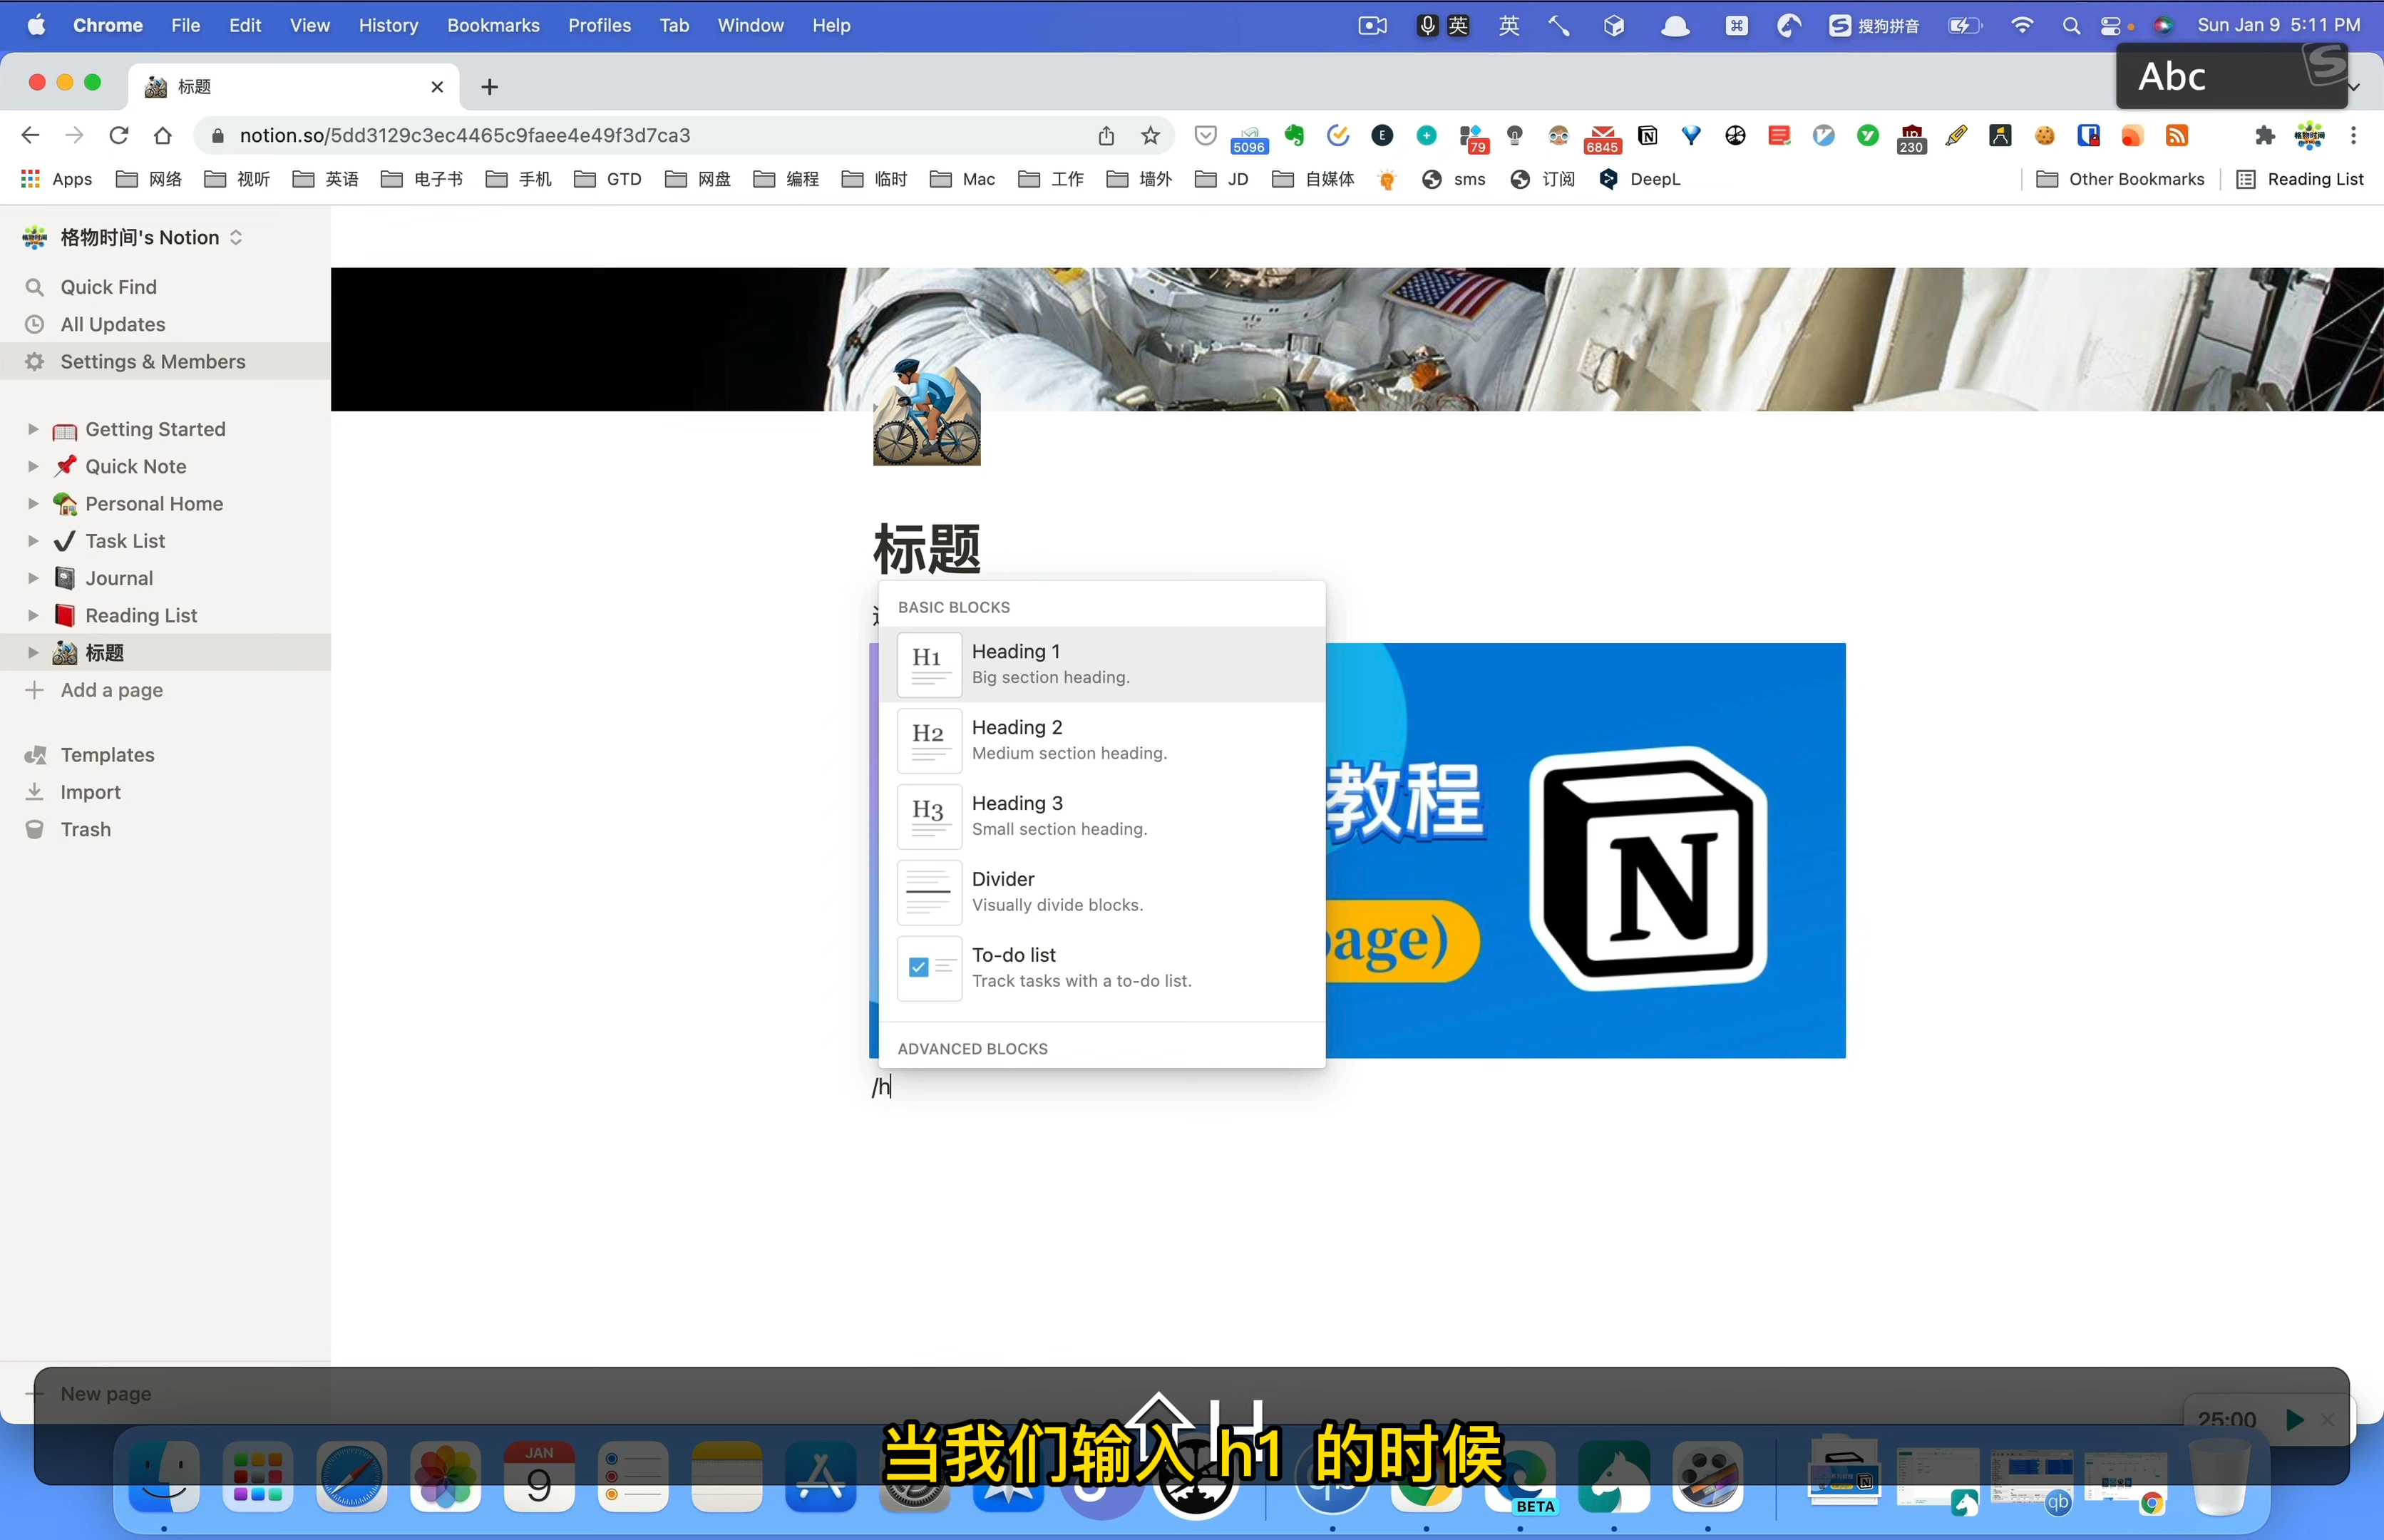 Chrome File Edit View History Bookmarks Profiles Tab Window Help 英 英 搜狗拼音 Sun Jan 9 5:11 PM
标题
Abc
notion.so/5dd3129c3ec4465c9faee4e49f3d7ca3
5096 79 6845 230
Apps 网络 视听 英语 电子书 手机 GTD 网盘 编程 临时 Mac 工作 墙外 JD 自媒体 sms 订阅 DeepL Other Bookmarks Reading List
格物时间's Notion
Quick Find
All Updates
Settings & Members
Getting Started
Quick Note
Personal Home
Task List
Journal
Reading List
标题
Add a page
Templates
Import
Trash
New page
标题
BASIC BLOCKS
H1 Heading 1
Big section heading.
H2 Heading 2
Medium section heading.
H3 Heading 3
Small section heading.
Divider
Visually divide blocks.
To-do list
Track tasks with a to-do list.
ADVANCED BLOCKS
教程
age)
N
/h
⇧H
当我们输入 h1 的时候
25:00
JAN
9
qb
BETA
qb